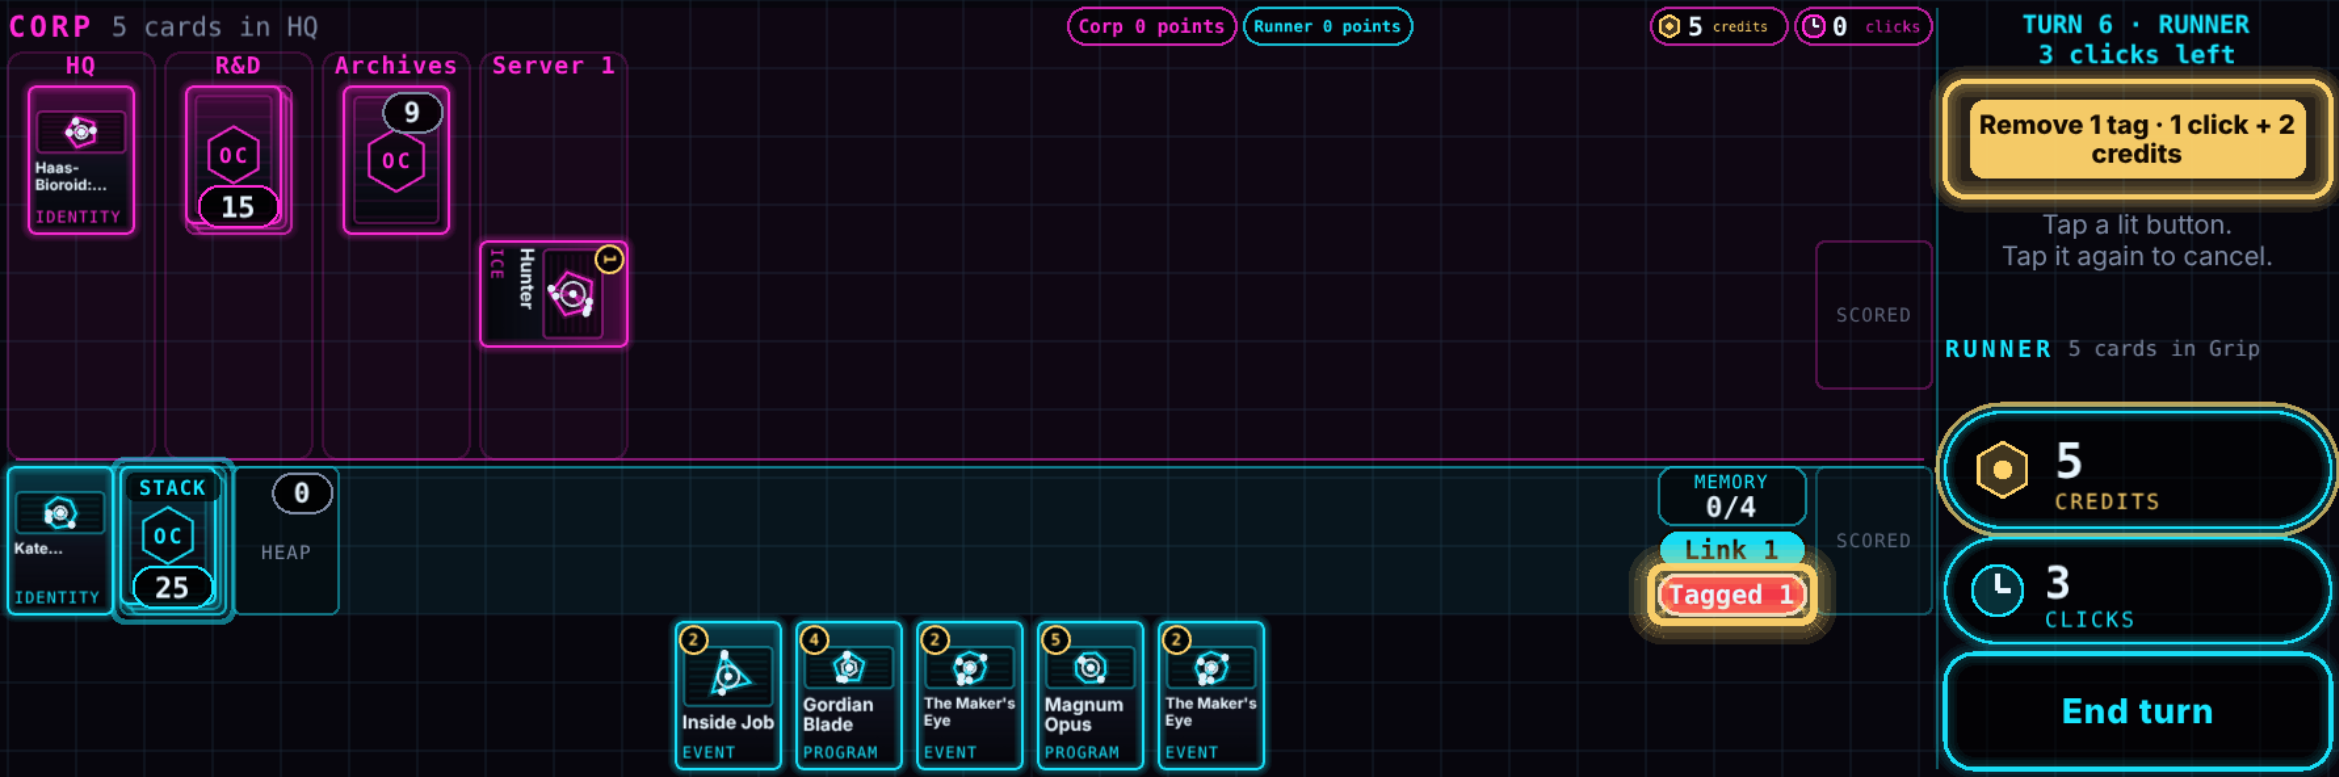 CORP 5 cards in HQ
Corp 0 points
Runner 0 points
5 credits
0 clicks
TURN 6 · RUNNER
3 clicks left
HQ
R&D
Archives
Server 1
Haas-
Bioroid:...
IDENTITY
OC
15
9
OC
ICE
Hunter
1
SCORED
Remove 1 tag · 1 click + 2
credits
Tap a lit button.
Tap it again to cancel.
RUNNER 5 cards in Grip
5
CREDITS
3
CLICKS
End turn
Kate...
IDENTITY
STACK
OC
25
0
HEAP
MEMORY
0/4
Link 1
Tagged 1
SCORED
2
Inside Job
EVENT
4
Gordian
Blade
PROGRAM
2
The Maker's
Eye
EVENT
5
Magnum
Opus
PROGRAM
2
The Maker's
Eye
EVENT